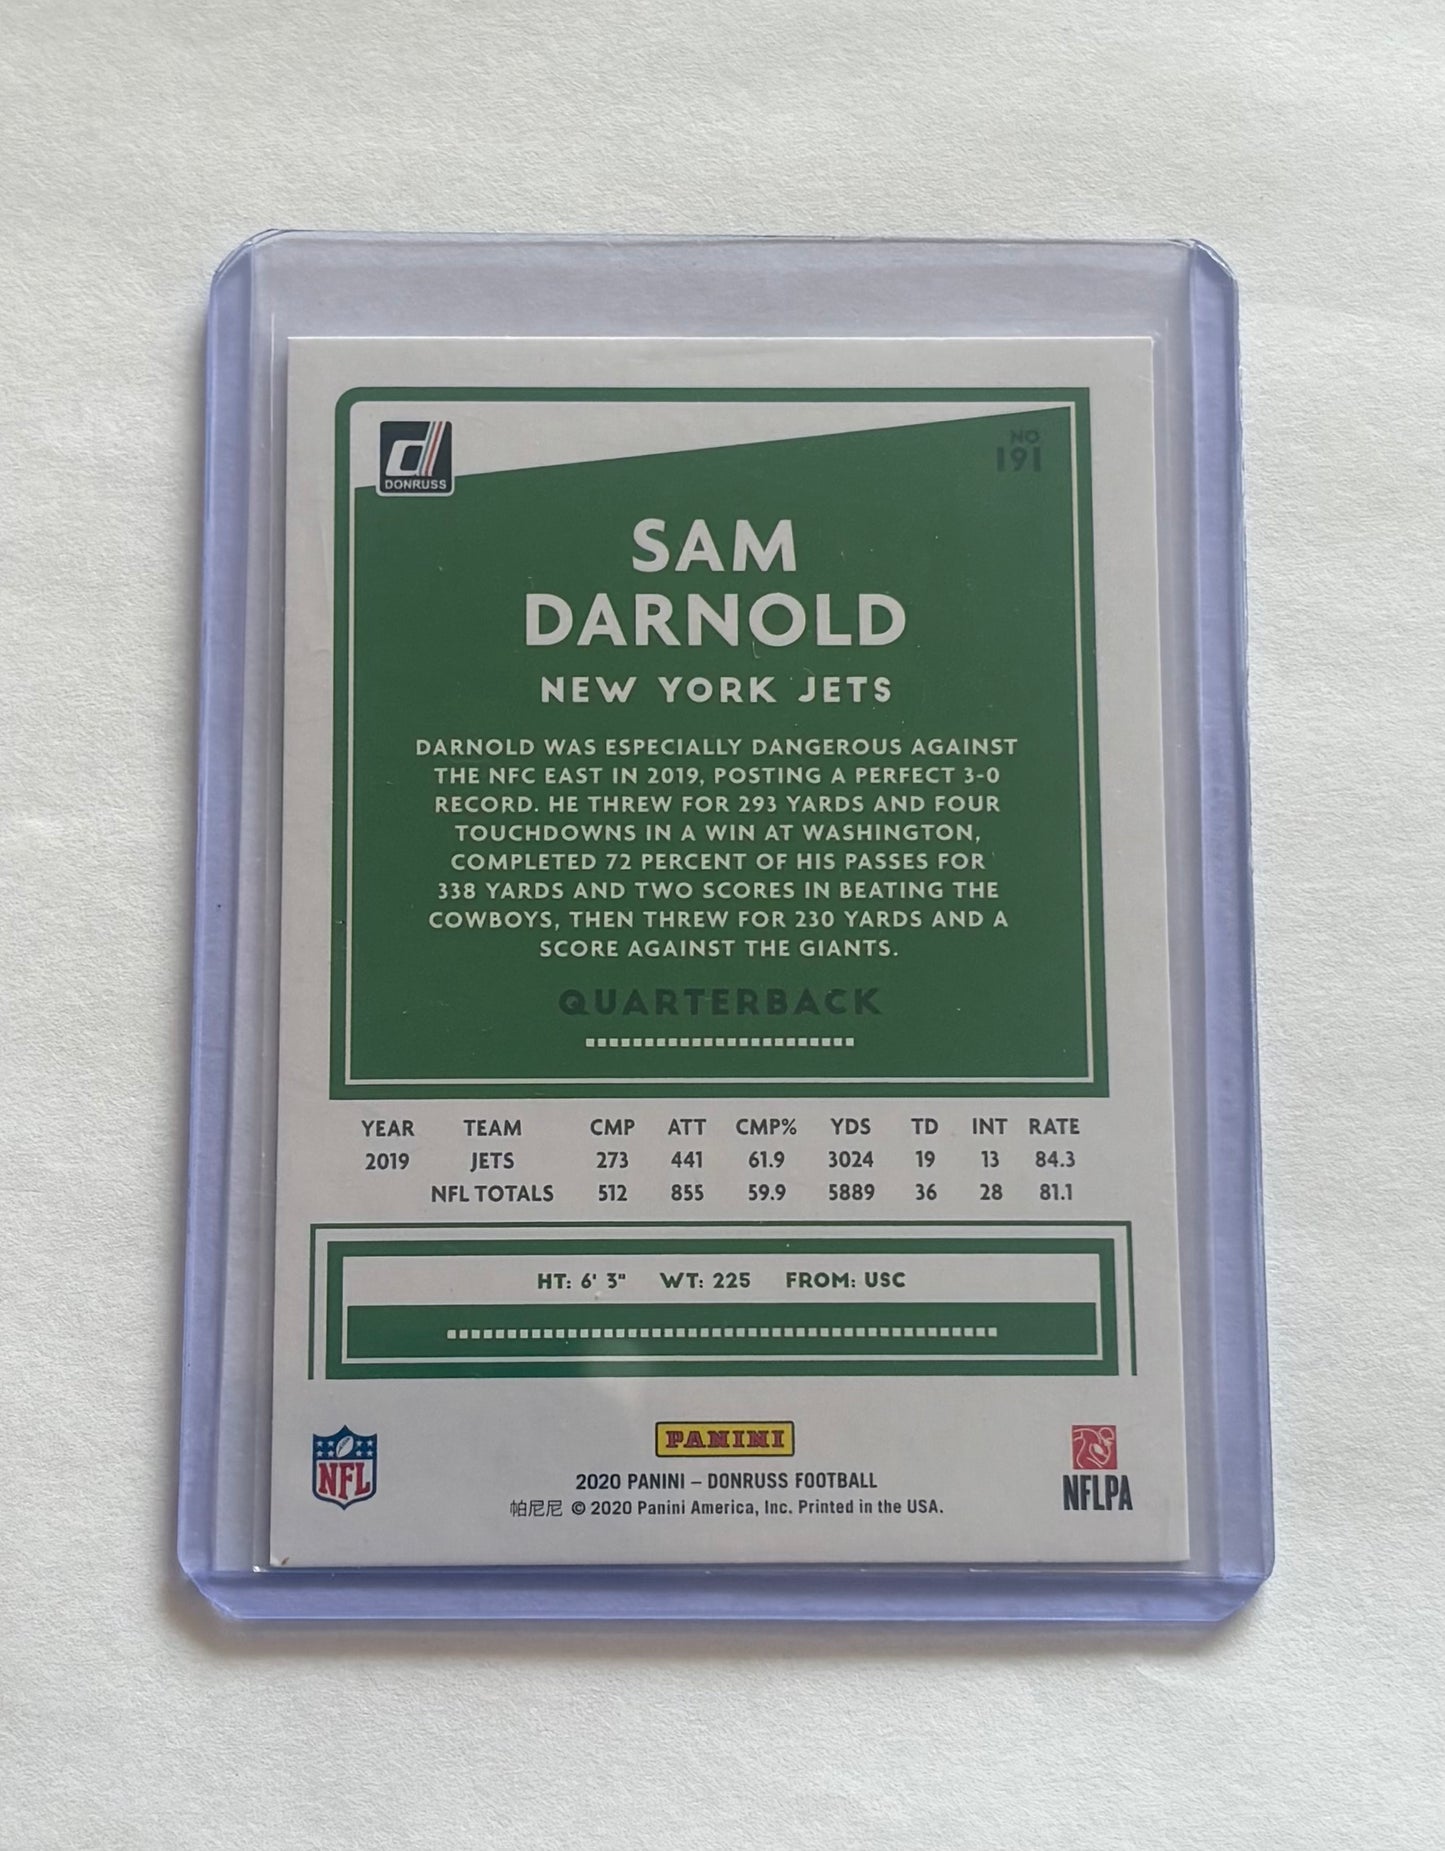 DONRUSS
NO
191
SAM
DARNOLD
NEW YORK JETS
DARNOLD WAS ESPECIALLY DANGEROUS AGAINST
THE NFC EAST IN 2019, POSTING A PERFECT 3-0
RECORD. HE THREW FOR 293 YARDS AND FOUR
TOUCHDOWNS IN A WIN AT WASHINGTON,
COMPLETED 72 PERCENT OF HIS PASSES FOR
338 YARDS AND TWO SCORES IN BEATING THE
COWBOYS, THEN THREW FOR 230 YARDS AND A
SCORE AGAINST THE GIANTS.
QUARTERBACK
YEAR TEAM CMP ATT CMP% YDS TD INT RATE
2019 JETS 273 441 61.9 3024 19 13 84.3
NFL TOTALS 512 855 59.9 5889 36 28 81.1
HT: 6' 3" WT: 225 FROM: USC
NFL
PANINI
NFLPA
2020 PANINI – DONRUSS FOOTBALL
帕尼尼 © 2020 Panini America, Inc. Printed in the USA.